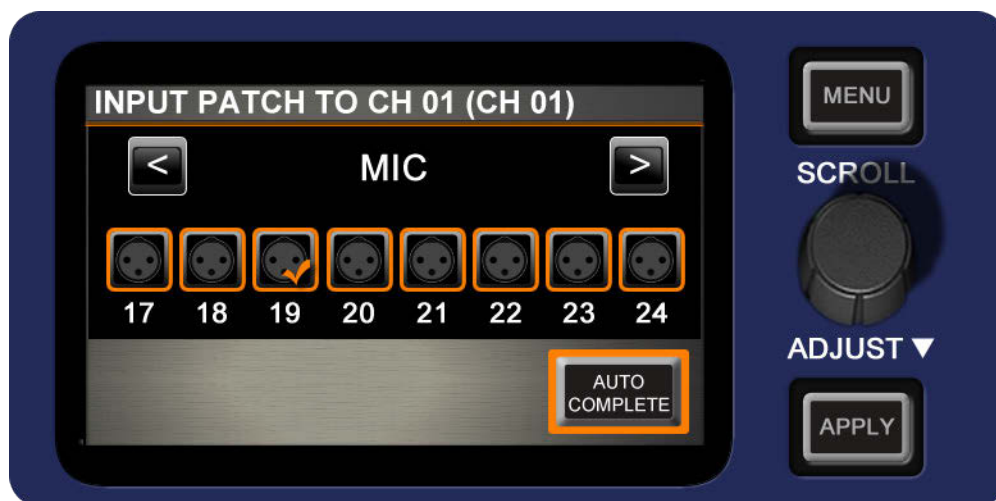 INPUT PATCH TO CH 01 (CH 01)
< MIC >
17 18 19 20 21 22 23 24
AUTO
COMPLETE
MENU
SCROLL
ADJUST ▼
APPLY